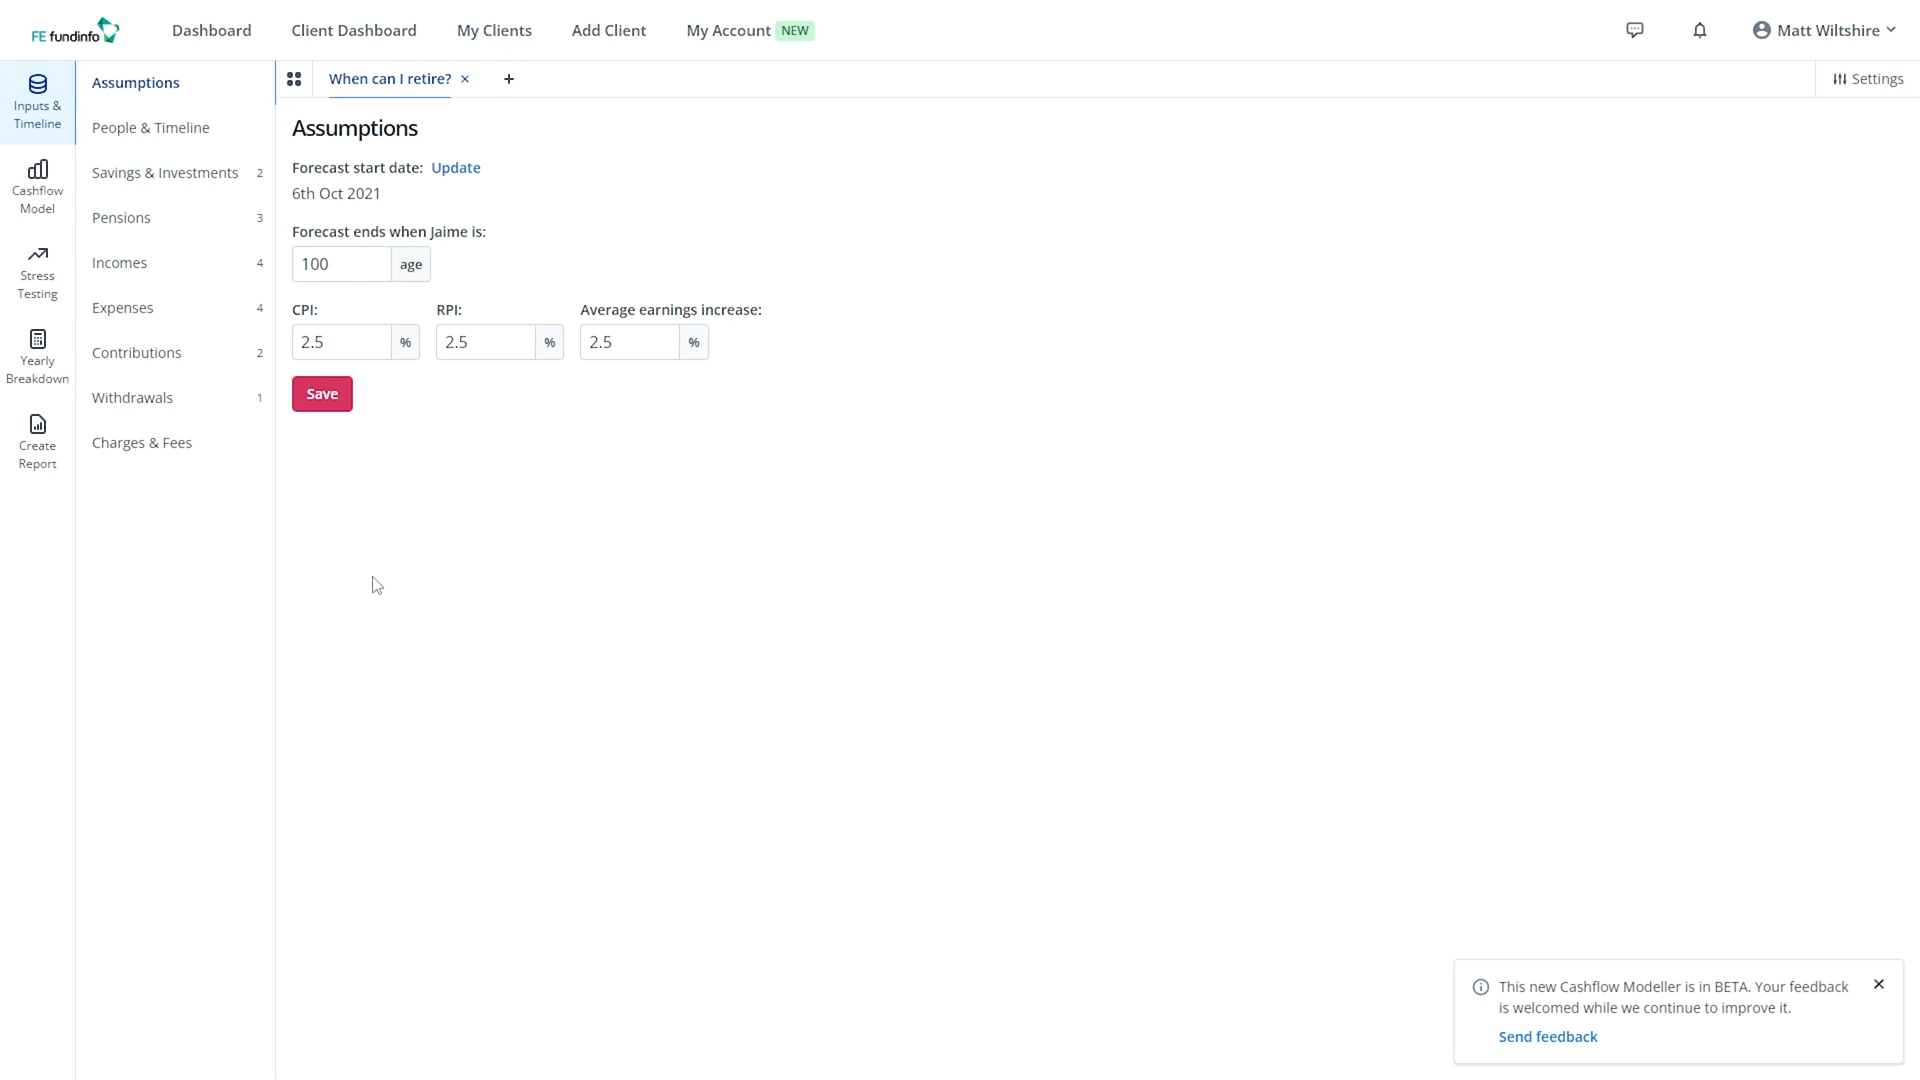 FE fundinfo
Dashboard
Client Dashboard
My Clients
Add Client
My Account NEW
Matt Wiltshire
Inputs &
Timeline
Cashflow
Model
Stress
Testing
Yearly
Breakdown
Create
Report
Assumptions
People & Timeline
Savings & Investments 2
Pensions 3
Incomes 4
Expenses 4
Contributions 2
Withdrawals 1
Charges & Fees
When can I retire? × +
Settings
Assumptions
Forecast start date: Update
6th Oct 2021
Forecast ends when Jaime is:
100 age
CPI: RPI: Average earnings increase:
2.5 % 2.5 % 2.5 %
Save
This new Cashflow Modeller is in BETA. Your feedback
is welcomed while we continue to improve it.
Send feedback